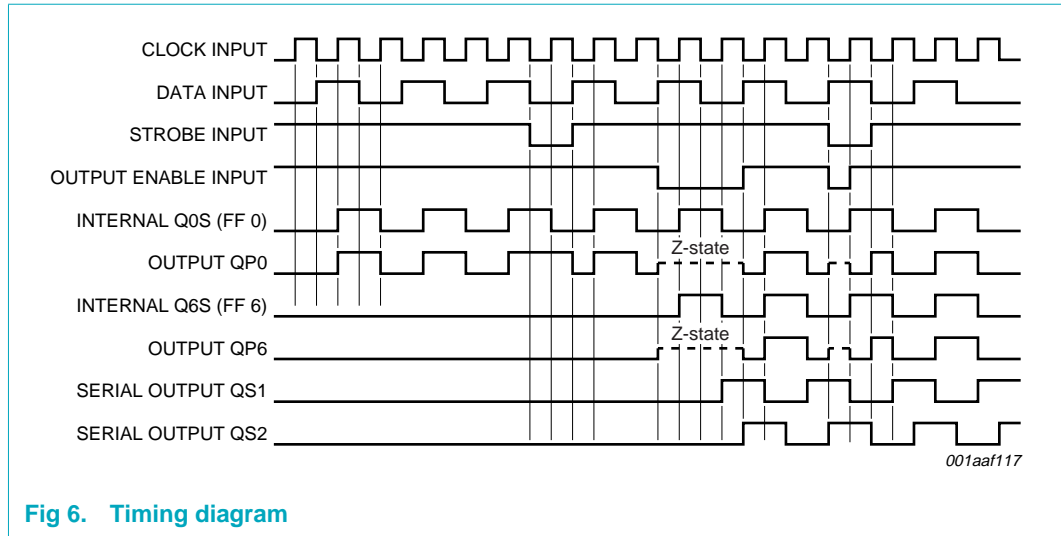 CLOCK INPUT
DATA INPUT
STROBE INPUT
OUTPUT ENABLE INPUT
INTERNAL Q0S (FF 0)
Z-state
OUTPUT QP0
INTERNAL Q6S (FF 6)
Z-state
OUTPUT QP6
SERIAL OUTPUT QS1
SERIAL OUTPUT QS2
001aaf117
Fig 6. Timing diagram